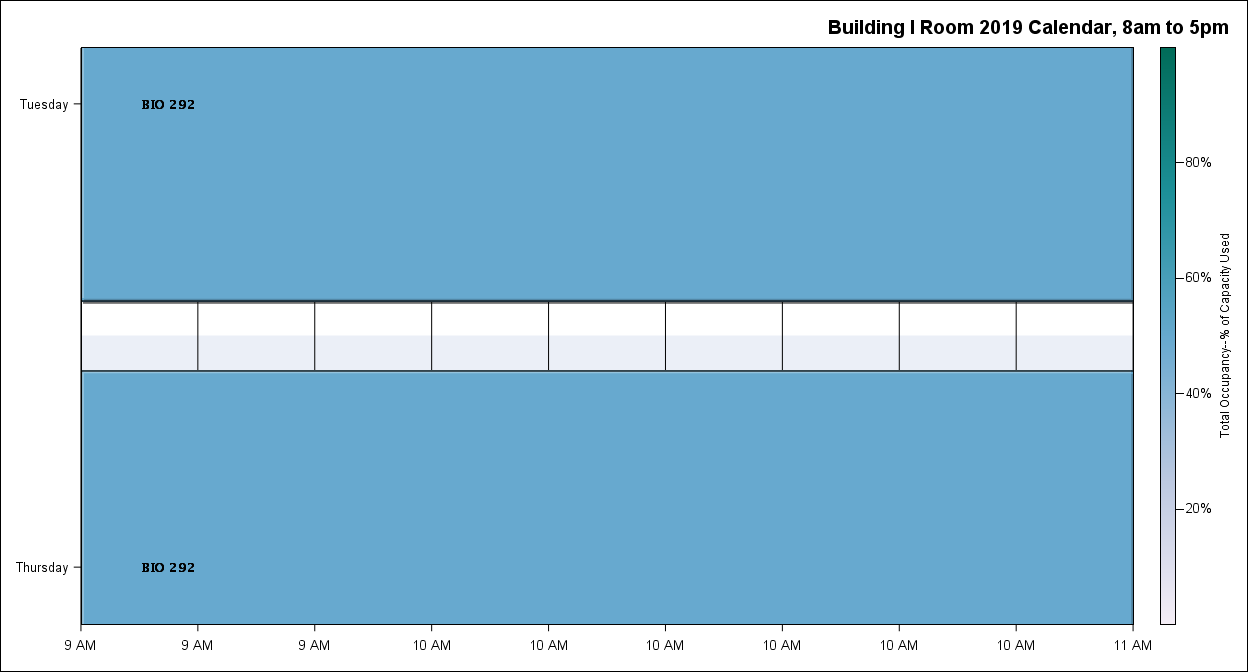 Building I Room 2019 Calendar, 8am to 5pm
Tuesday
BIO 292
Thursday
BIO 292
9 AM 9 AM 9 AM 10 AM 10 AM 10 AM 10 AM 10 AM 10 AM 11 AM
80%
60%
40%
20%
Total Occupancy--% of Capacity Used